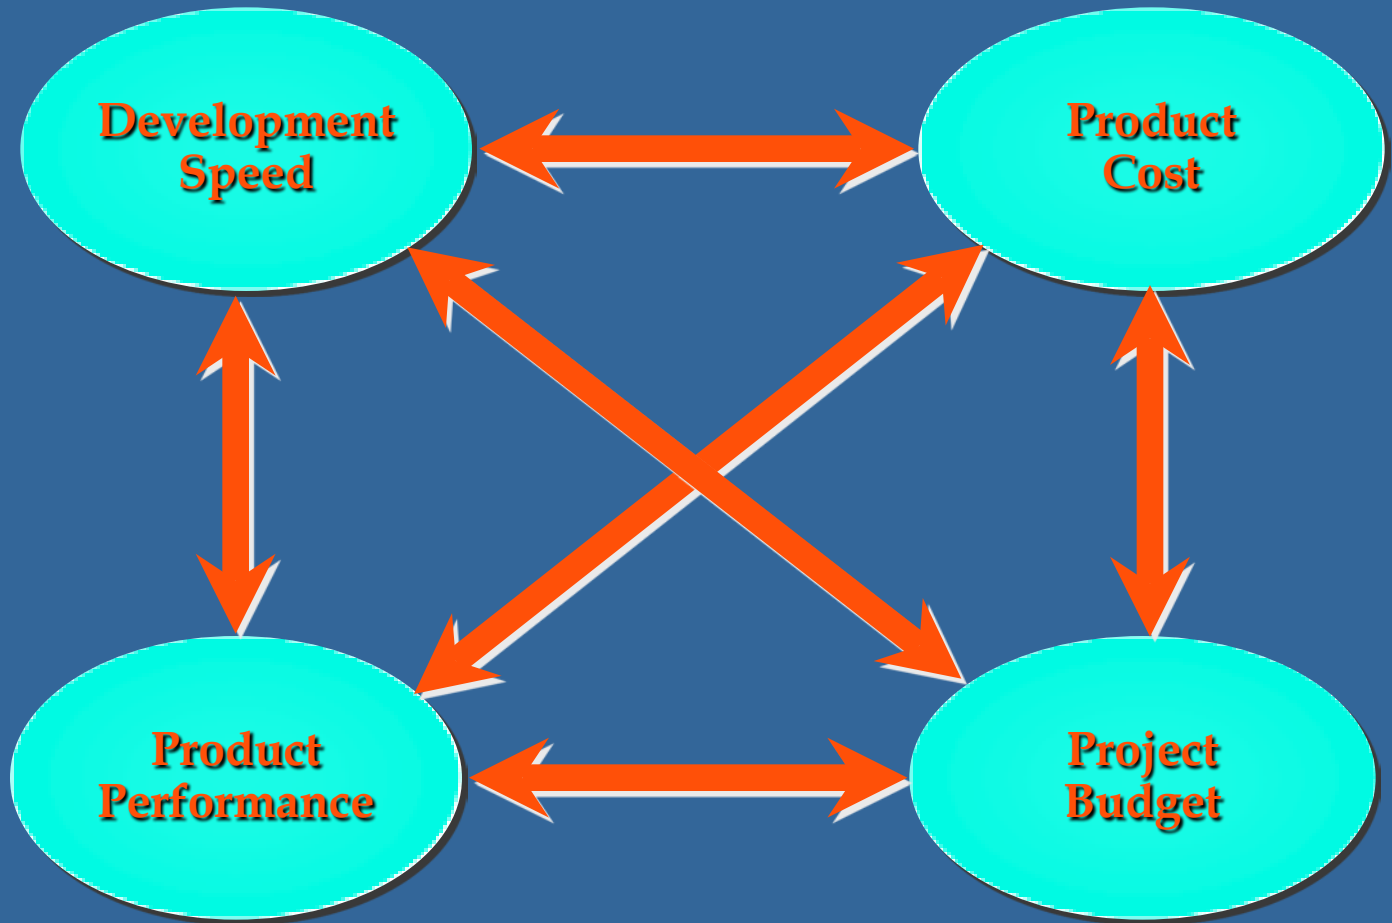 Development
Speed
Product
Cost
Product
Performance
Project
Budget